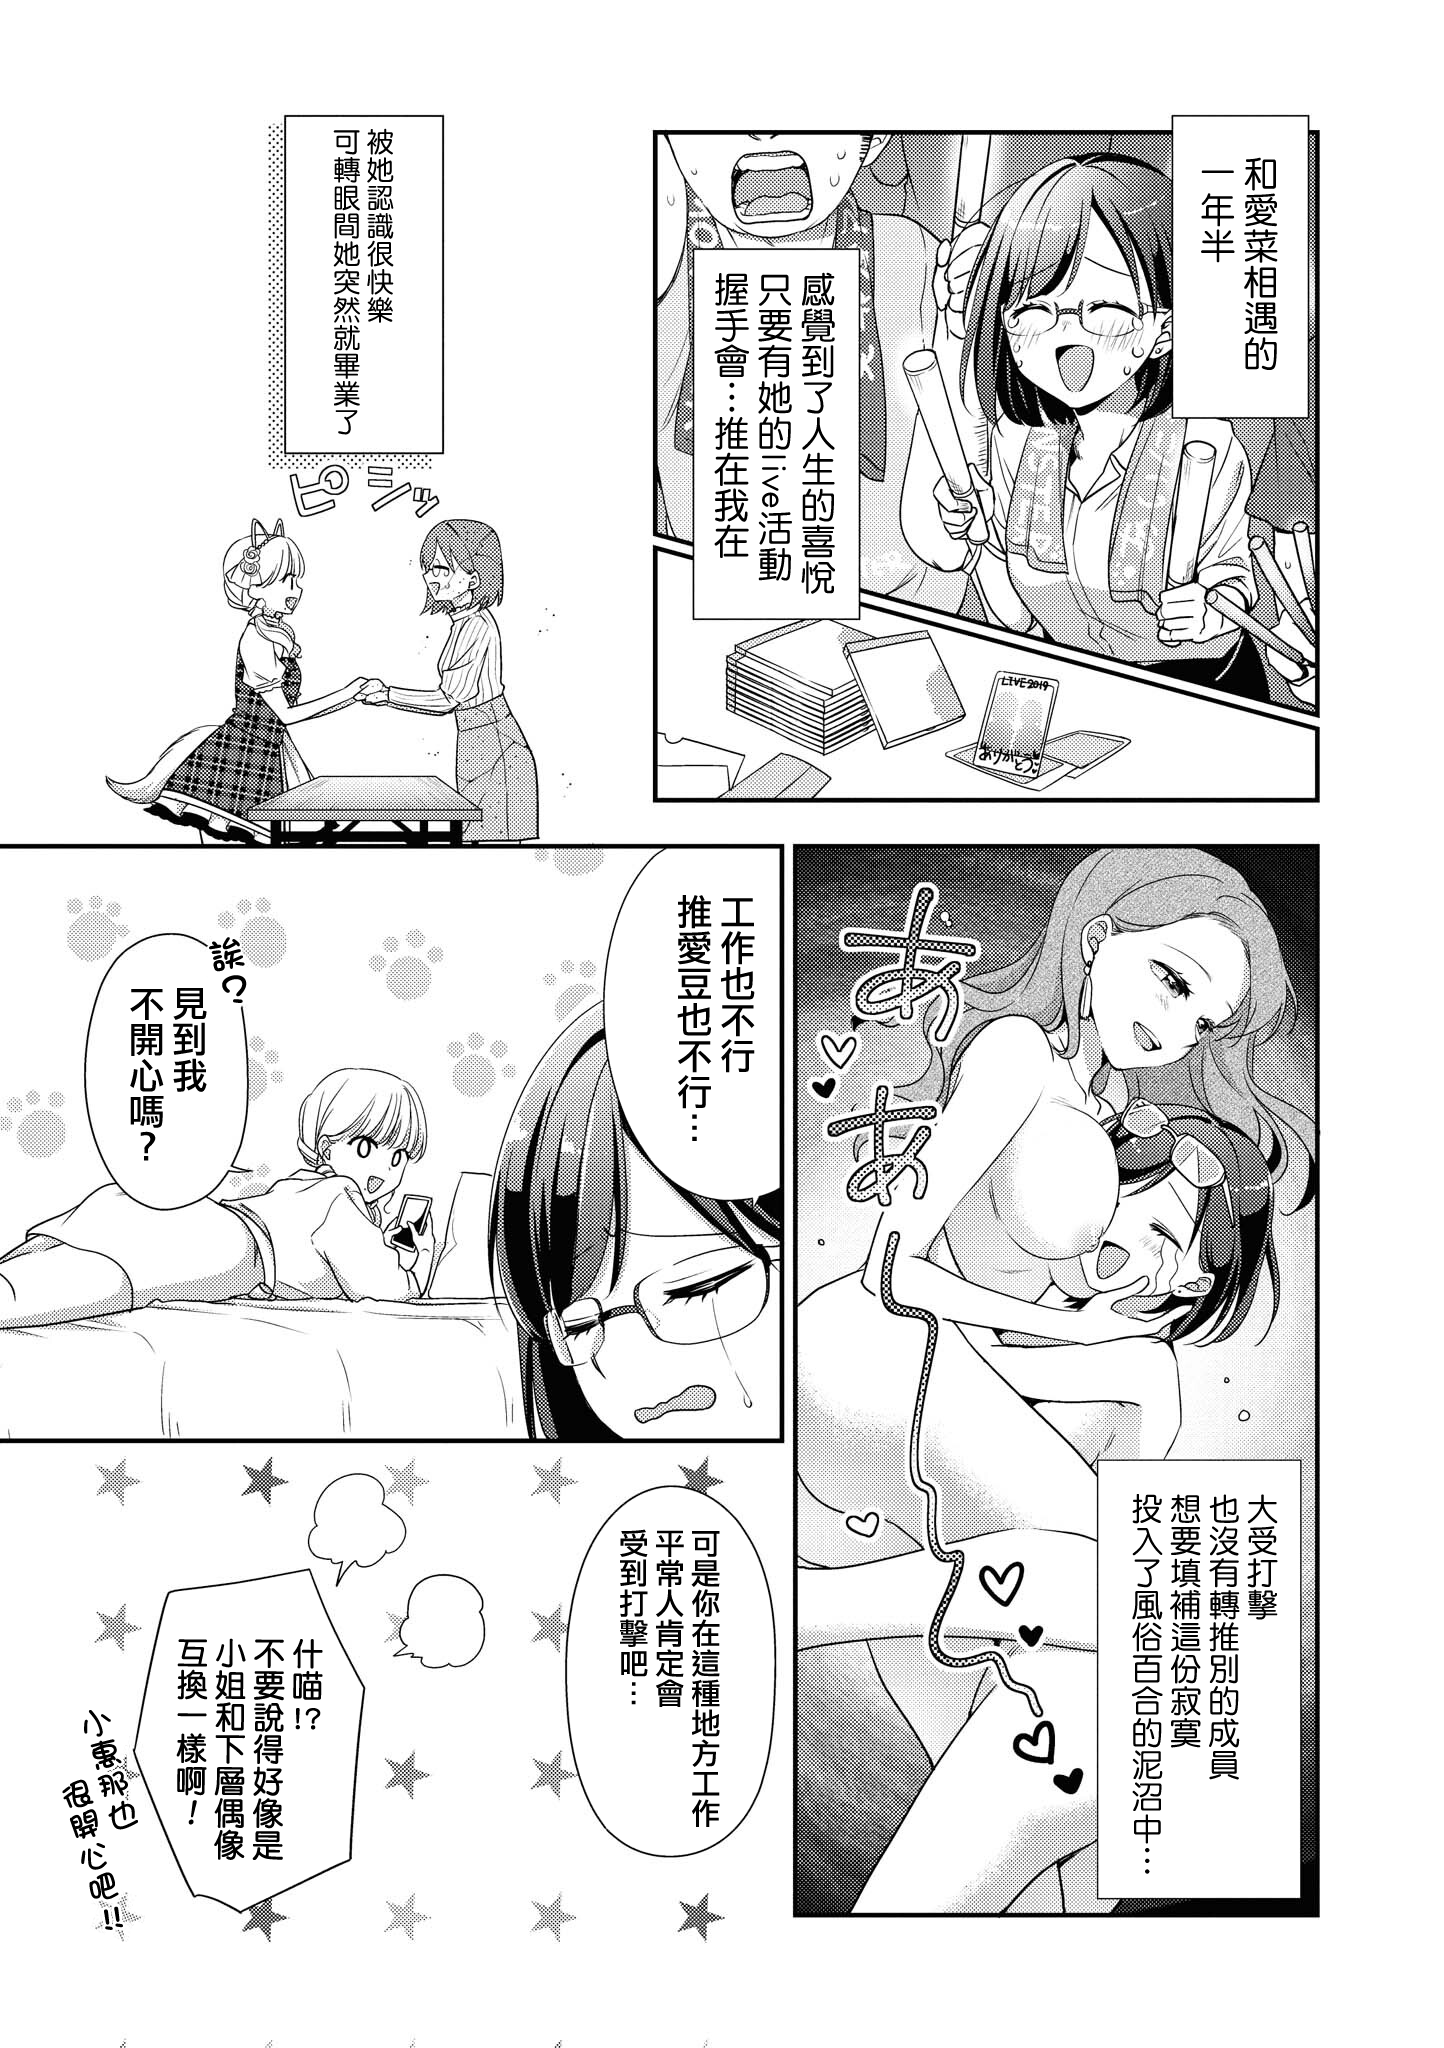 和愛菜相遇的
一年半
感覺到了人生的喜悅
只要有她的live活動
握手會…推在我在
LIVE2019
ありがとう♥
被她認識很快樂
可轉眼間她突然就畢業了
ピシッ
ああ
大受打擊
也沒有轉推別的成員
想要填補這份寂寞
投入了風俗百合的泥沼中…
工作也不行
推愛豆也不行…
誒？
見到我
不開心嗎？
可是你在這種地方工作
平常人肯定會
受到打擊吧…
什喵!?
不要說得好像是
小姐和下層偶像
互換一樣啊！
小惠那也
很開心吧!!